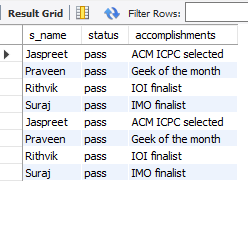 Result Grid Filter Rows:
s_name status accomplishments
Jaspreet pass ACM ICPC selected
Praveen pass Geek of the month
Rithvik pass IOI finalist
Suraj pass IMO finalist
Jaspreet pass ACM ICPC selected
Praveen pass Geek of the month
Rithvik pass IOI finalist
Suraj pass IMO finalist